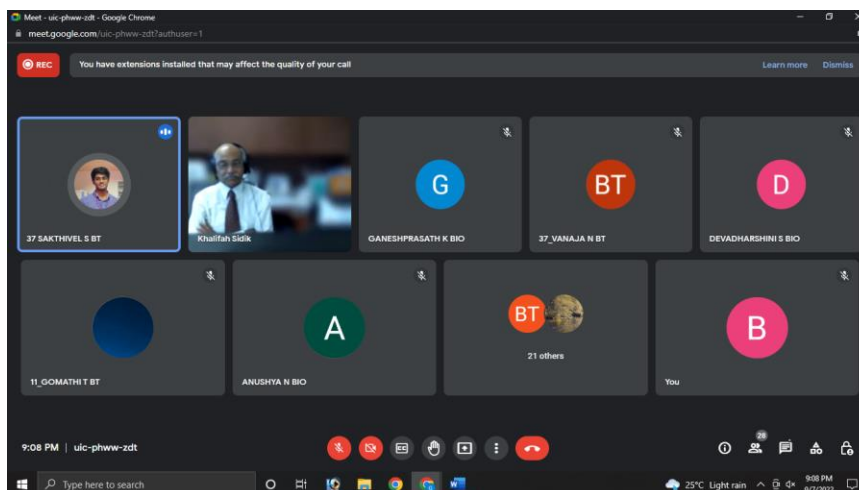 Meet - uic-phww-zdt - Google Chrome
meet.google.com/uic-phww-zdt?authuser=1
REC You have extensions installed that may affect the quality of your call Learn more Dismiss
G BT D
37 SAKTHIVEL S BT Khalifah Sidik GANESHPRASATH K BIO 37_VANAJA N BT DEVADHARSHINI S BIO
A BT B
21 others
11_GOMATHI T BT ANUSHYA N BIO You
28
9:08 PM | uic-phww-zdt CC
Type here to search W 25°C Light rain 9:08 PM